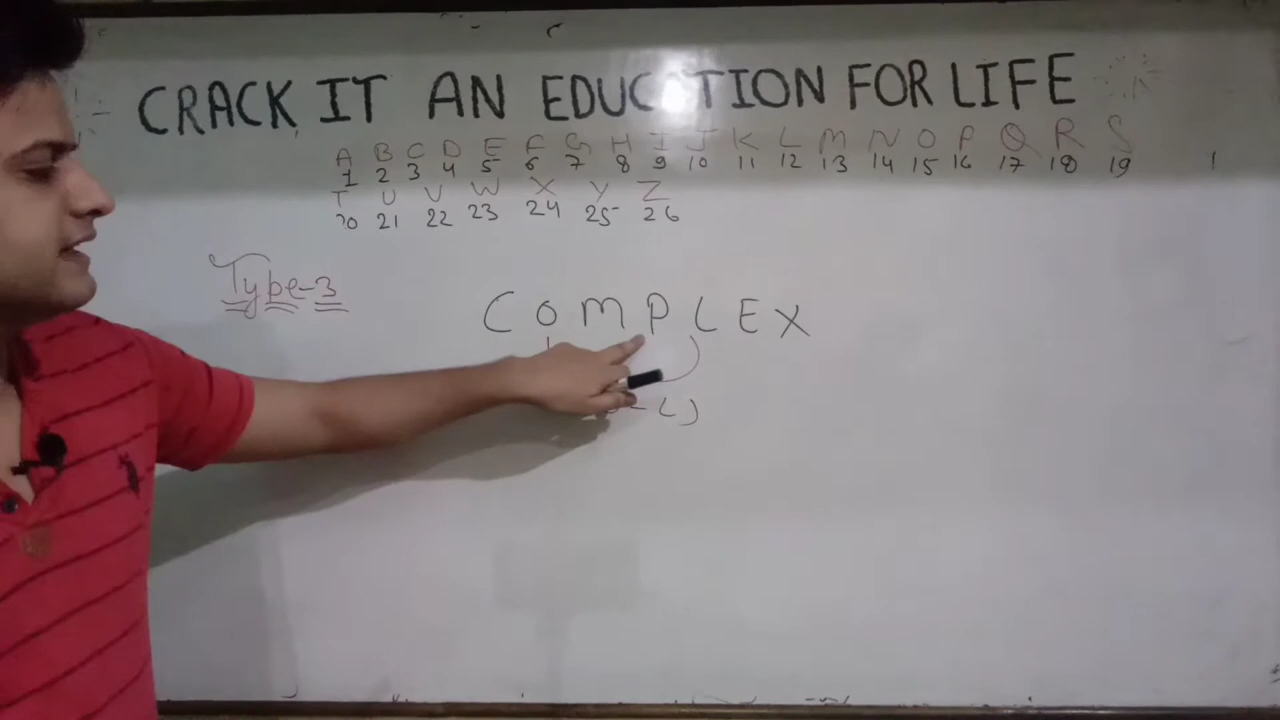 CRACK IT AN EDUCATION FOR LIFE
A B C D E F G H I J K L M N O P Q R S
1 2 3 4 5 6 7 8 9 10 11 12 13 14 15 16 17 18 19
T U V W X Y Z
20 21 22 23 24 25 26
Type-3
COMPLEX